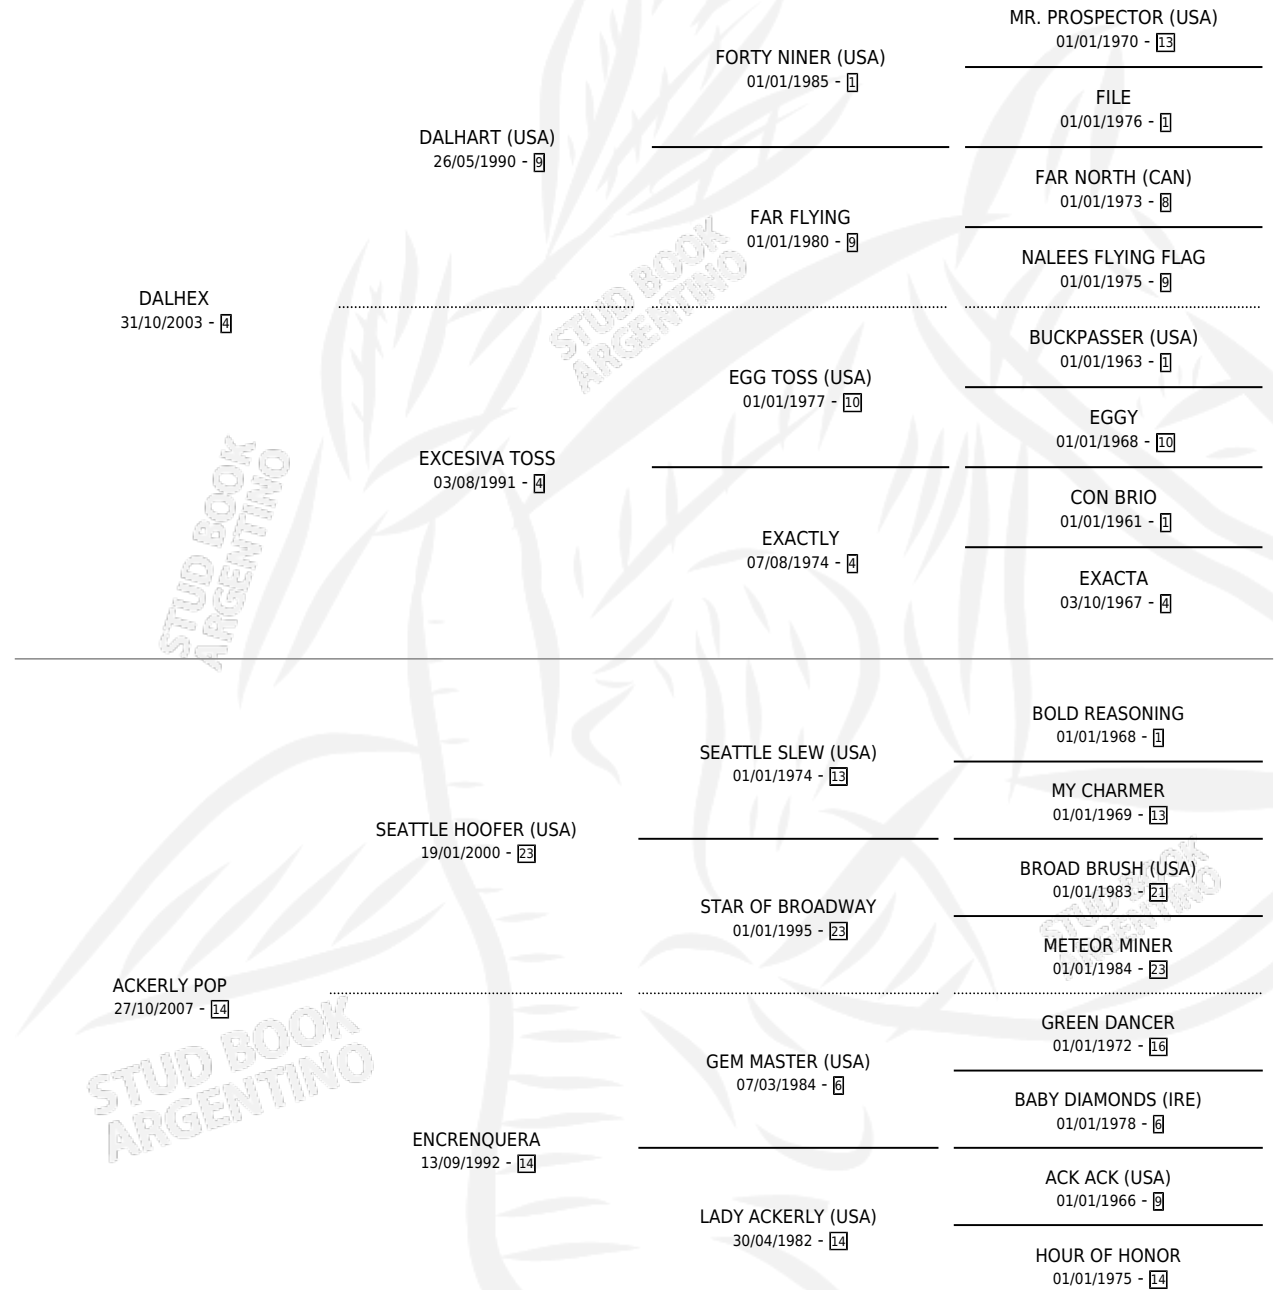 MR. PROSPECTOR (USA)
01/01/1970 - 13
FORTY NINER (USA)
01/01/1985 - 1
FILE
01/01/1976 - 1
DALHART (USA)
26/05/1990 - 9
FAR NORTH (CAN)
01/01/1973 - 8
FAR FLYING
01/01/1980 - 9
NALEES FLYING FLAG
01/01/1975 - 9
STUD BOOK
ARGENTINO
DALHEX
31/10/2003 - 4
BUCKPASSER (USA)
01/01/1963 - 1
EGG TOSS (USA)
01/01/1977 - 10
EGGY
01/01/1968 - 10
EXCESIVA TOSS
03/08/1991 - 4
CON BRIO
01/01/1961 - 1
EXACTLY
07/08/1974 - 4
EXACTA
03/10/1967 - 4
STUD BOOK
ARGENTINO
BOLD REASONING
01/01/1968 - 1
SEATTLE SLEW (USA)
01/01/1974 - 13
MY CHARMER
01/01/1969 - 13
SEATTLE HOOFER (USA)
19/01/2000 - 23
BROAD BRUSH (USA)
01/01/1983 - 21
STAR OF BROADWAY
01/01/1995 - 23
STUD BOOK
ARGENTINO
METEOR MINER
01/01/1984 - 23
ACKERLY POP
27/10/2007 - 14
GREEN DANCER
01/01/1972 - 16
GEM MASTER (USA)
07/03/1984 - 6
BABY DIAMONDS (IRE)
01/01/1978 - 6
STUD BOOK
ARGENTINO
ENCRENQUERA
13/09/1992 - 14
ACK ACK (USA)
01/01/1966 - 9
LADY ACKERLY (USA)
30/04/1982 - 14
HOUR OF HONOR
01/01/1975 - 14